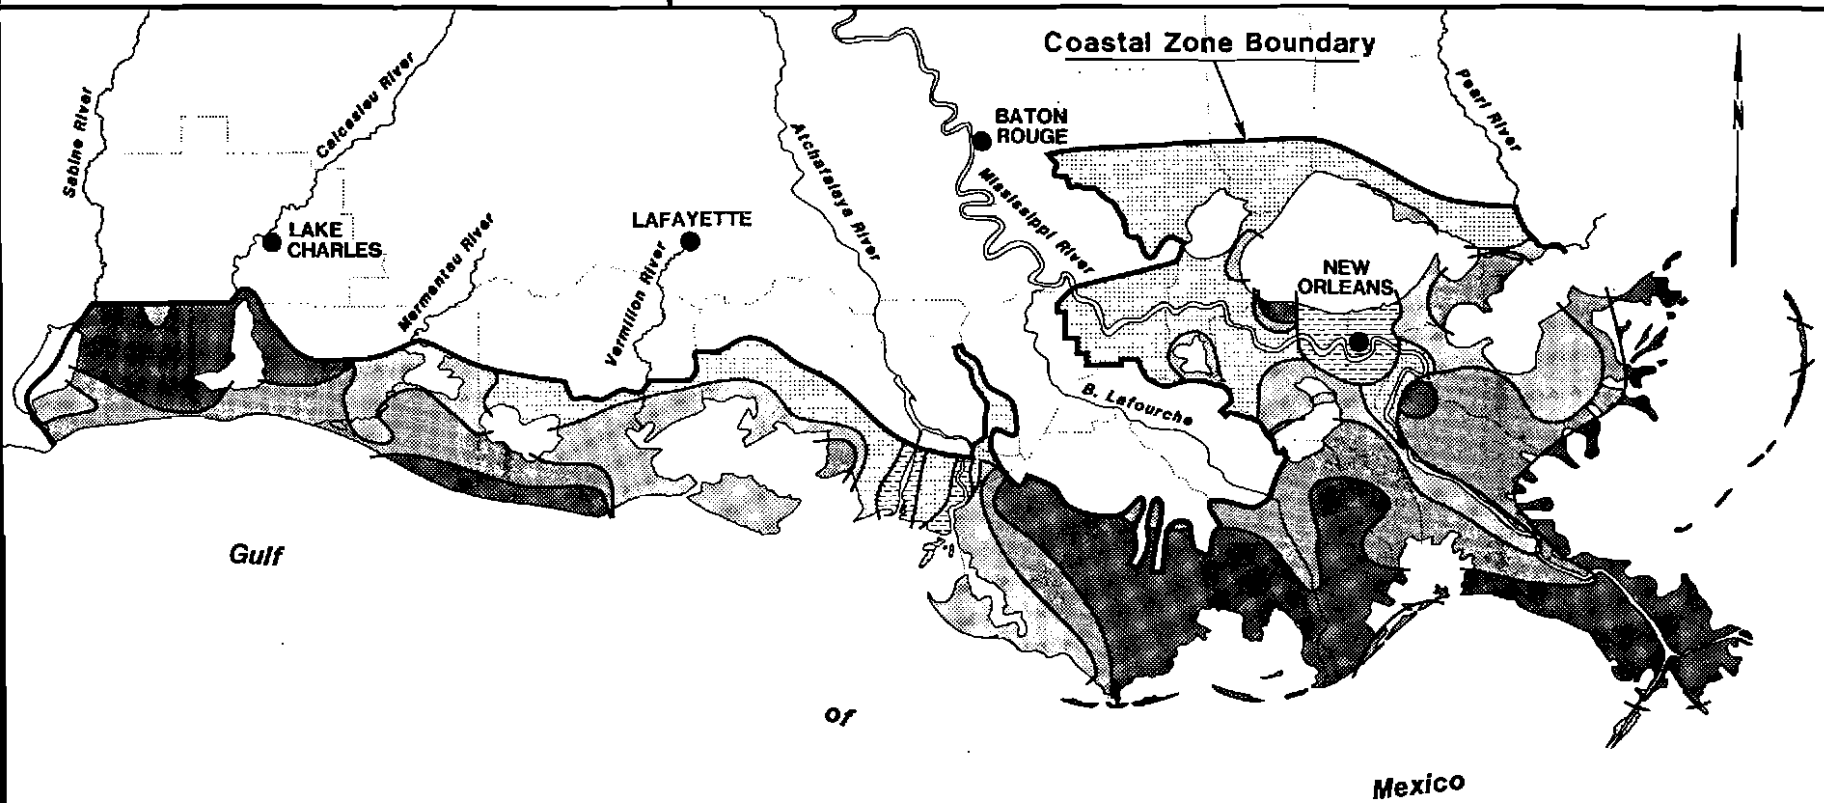 Coastal Zone Boundary
Sabine River
Calcasieu River
Pearl River
N
BATON
ROUGE
Atchafalaya River
Mississippi River
LAKE
CHARLES
Mermentau River
LAFAYETTE
Vermilion River
NEW
ORLEANS
B. Lafourche
Gulf
of
Mexico